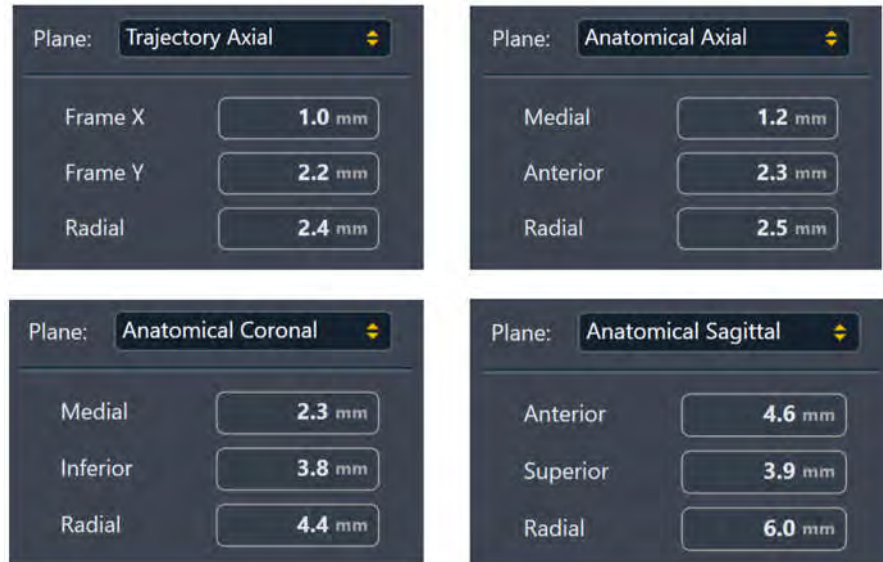 Plane: Trajectory Axial
Frame X 1.0 mm
Frame Y 2.2 mm
Radial 2.4 mm
Plane: Anatomical Axial
Medial 1.2 mm
Anterior 2.3 mm
Radial 2.5 mm
Plane: Anatomical Coronal
Medial 2.3 mm
Inferior 3.8 mm
Radial 4.4 mm
Plane: Anatomical Sagittal
Anterior 4.6 mm
Superior 3.9 mm
Radial 6.0 mm